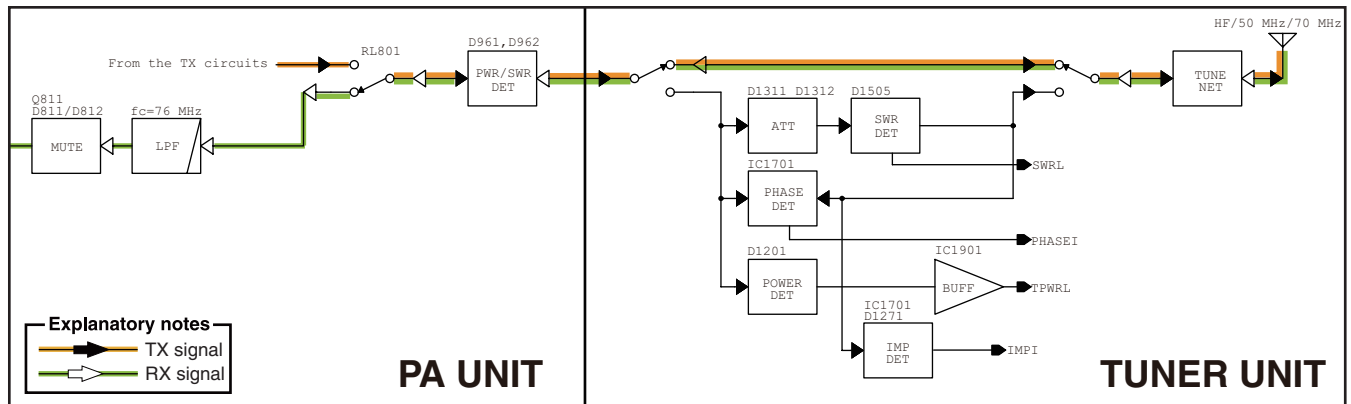 HF/50 MHz/70 MHz
D961,D962
RL801
From the TX circuits
PWR/SWR
DET
TUNE
NET
Q811
D811/D812
fc=76 MHz
MUTE
LPF
D1311 D1312
D1505
ATT
SWR
DET
SWRL
IC1701
PHASE
DET
PHASEI
D1201
IC1901
POWER
DET
BUFF
TPWRL
IC1701
D1271
IMP
DET
IMPI
Explanatory notes
TX signal
RX signal
PA UNIT
TUNER UNIT